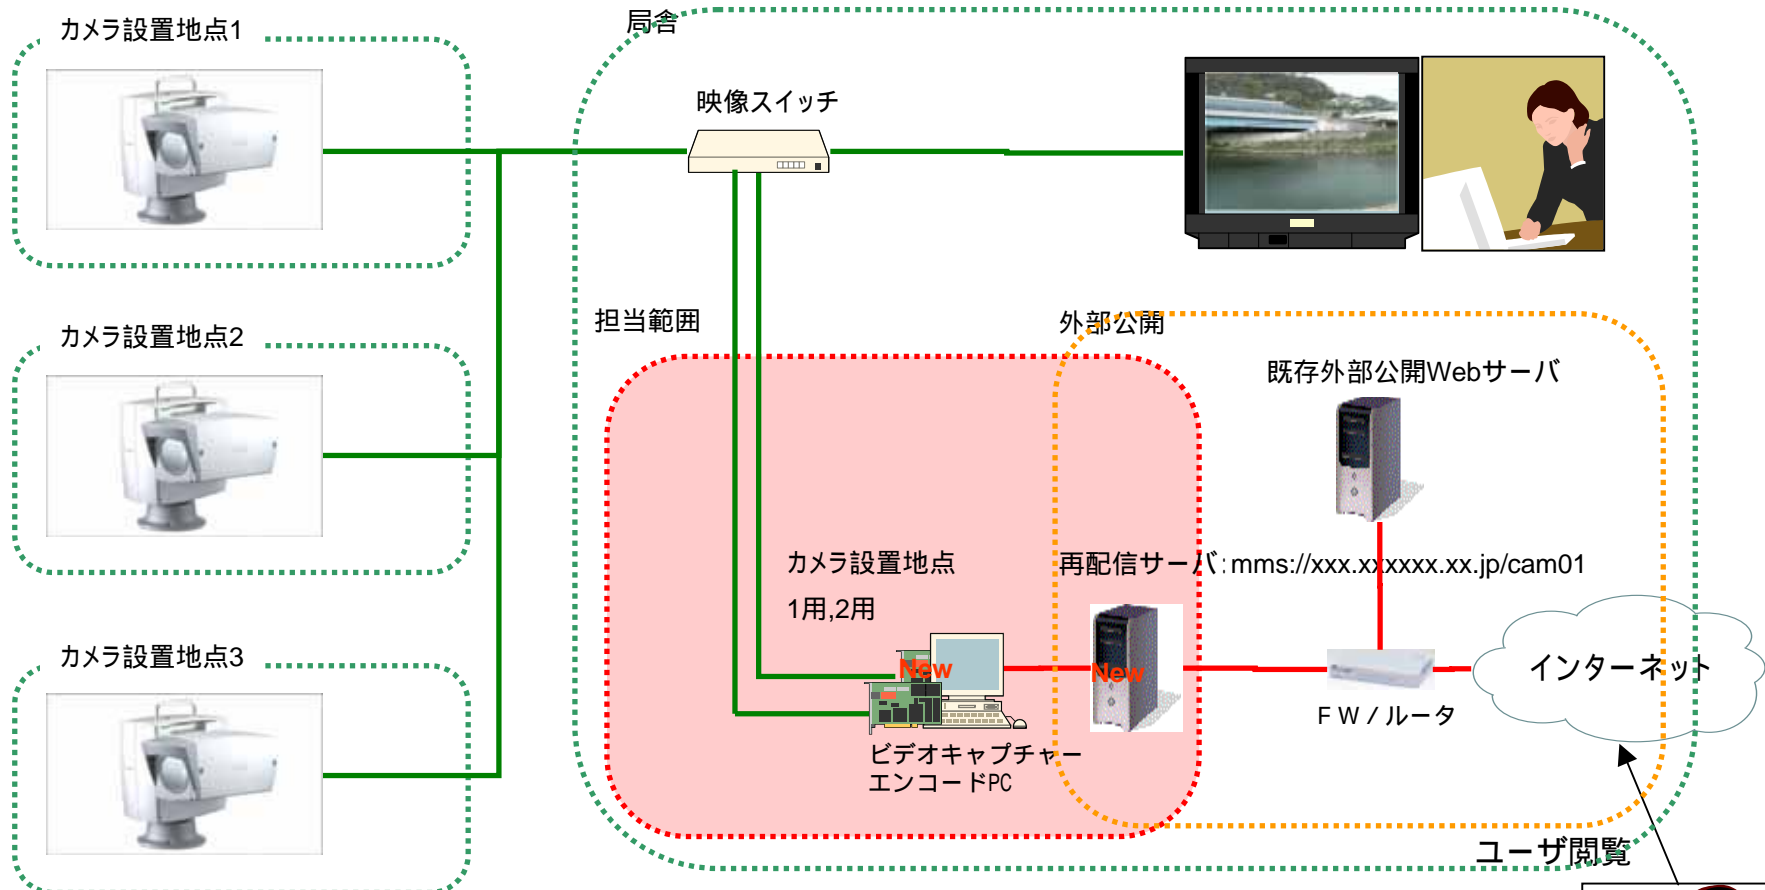 カメラ設置地点1
局舎
映像スイッチ
担当範囲
外部公開
カメラ設置地点2
既存外部公開Webサーバ
カメラ設置地点
1用,2用
再配信サーバ:mms://xxx.xxxxxx.xx.jp/cam01
カメラ設置地点3
New
New
インターネット
ＦＷ／ルータ
ビデオキャプチャー
エンコードPC
ユーザ閲覧